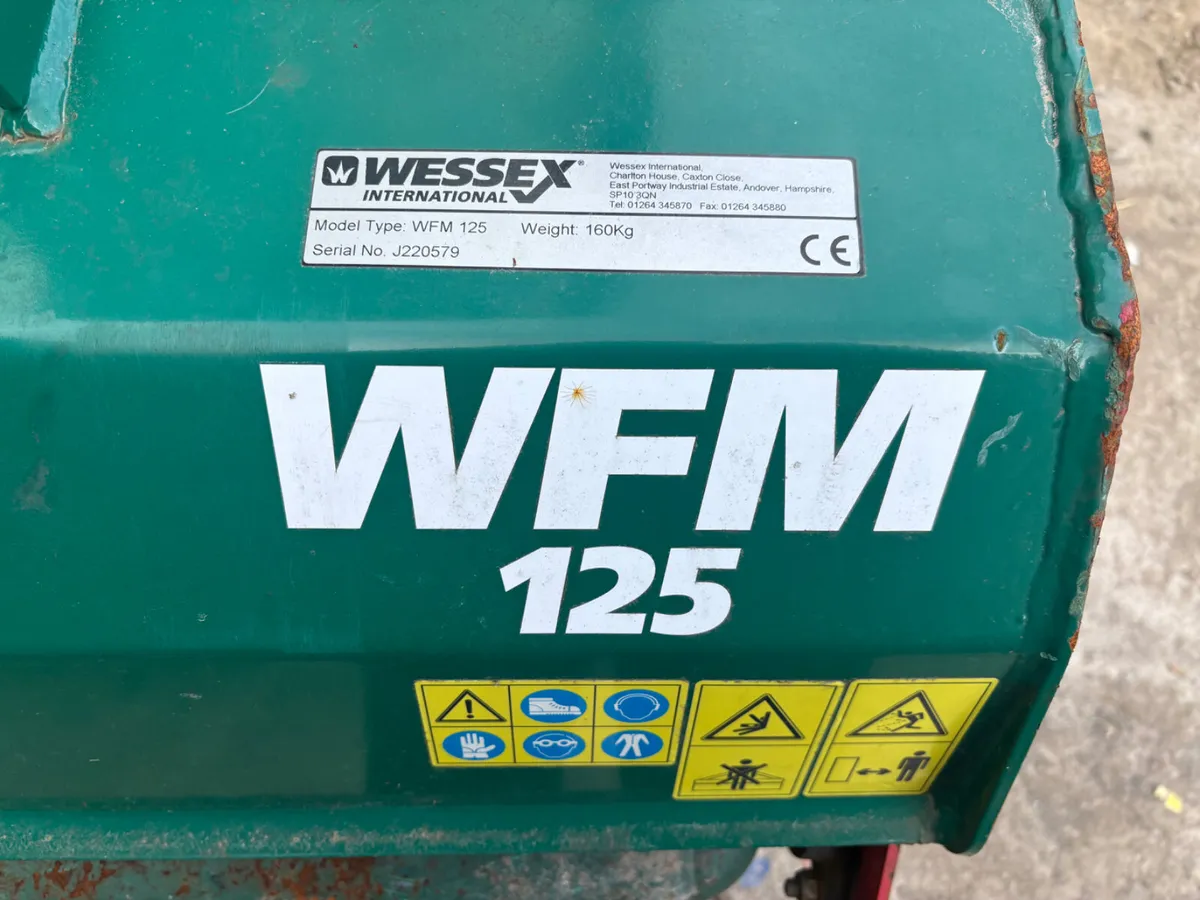 WESSEX®
INTERNATIONAL
Wessex International,
Charlton House, Caxton Close,
East Portway Industrial Estate, Andover, Hampshire,
SP10 3QN
Tel: 01264 345870 Fax: 01264 345880
Model Type: WFM 125 Weight: 160Kg
Serial No. J220579
CE
WFM
125